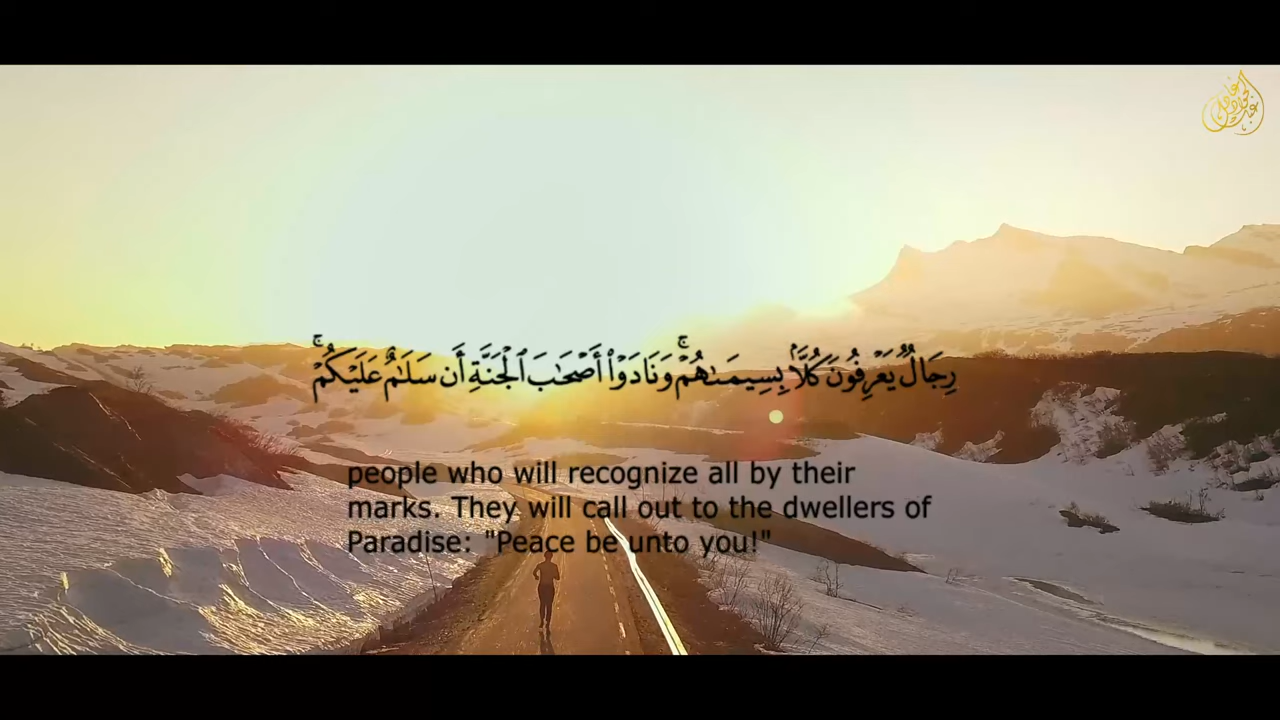 رِجَالٌ يَعْرِفُونَ كُلًّا بِسِيمَىٰهُمْ ۚ وَنَادَوْا۟ أَصْحَٰبَ ٱلْجَنَّةِ أَن سَلَٰمٌ عَلَيْكُمْ ۚ
people who will recognize all by their
marks. They will call out to the dwellers of
Paradise: "Peace be unto you!"